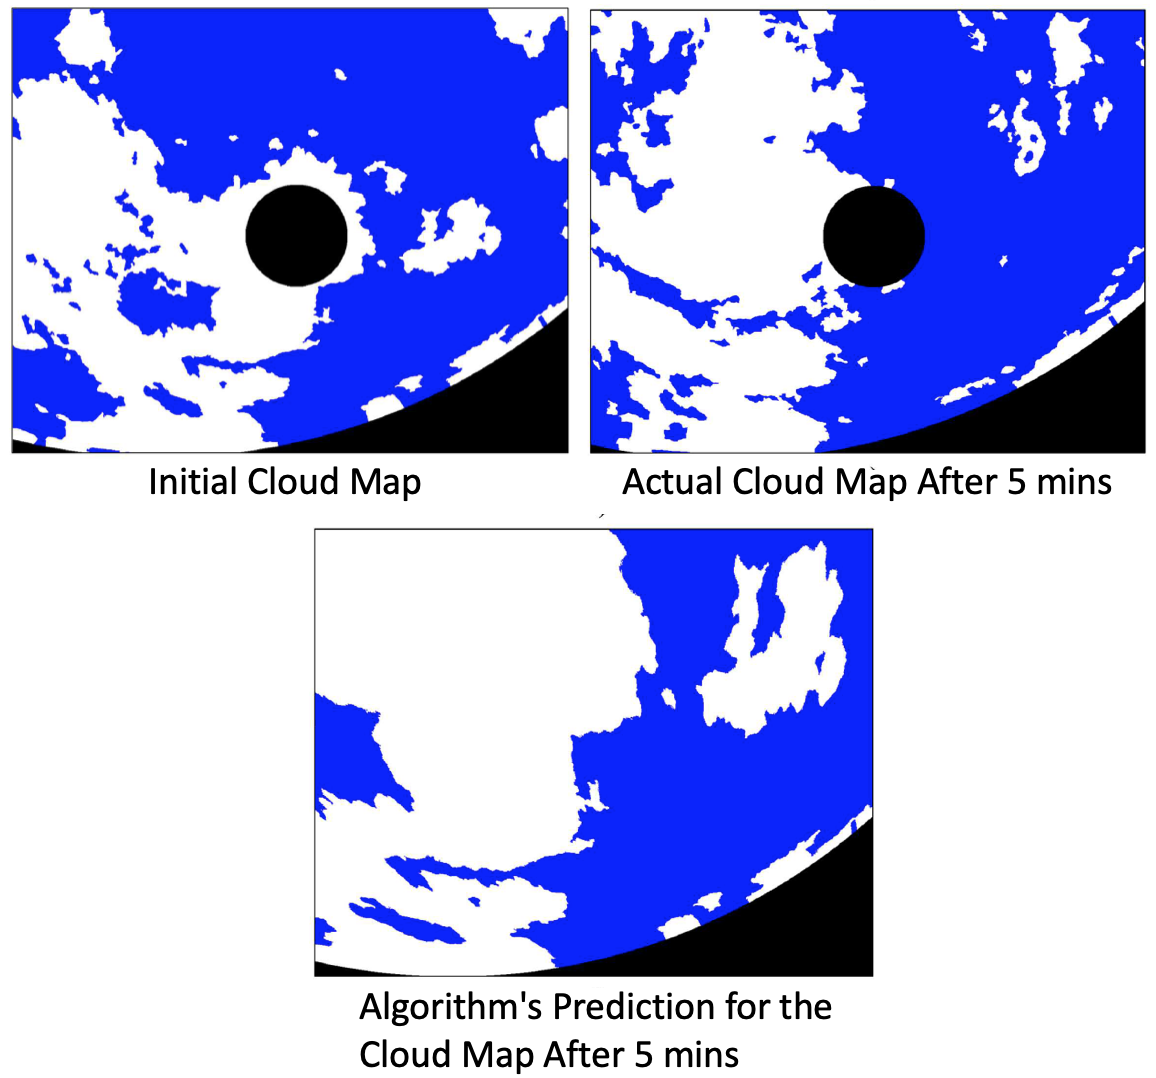 Initial Cloud Map
Actual Cloud Map After 5 mins
Algorithm's Prediction for the
Cloud Map After 5 mins